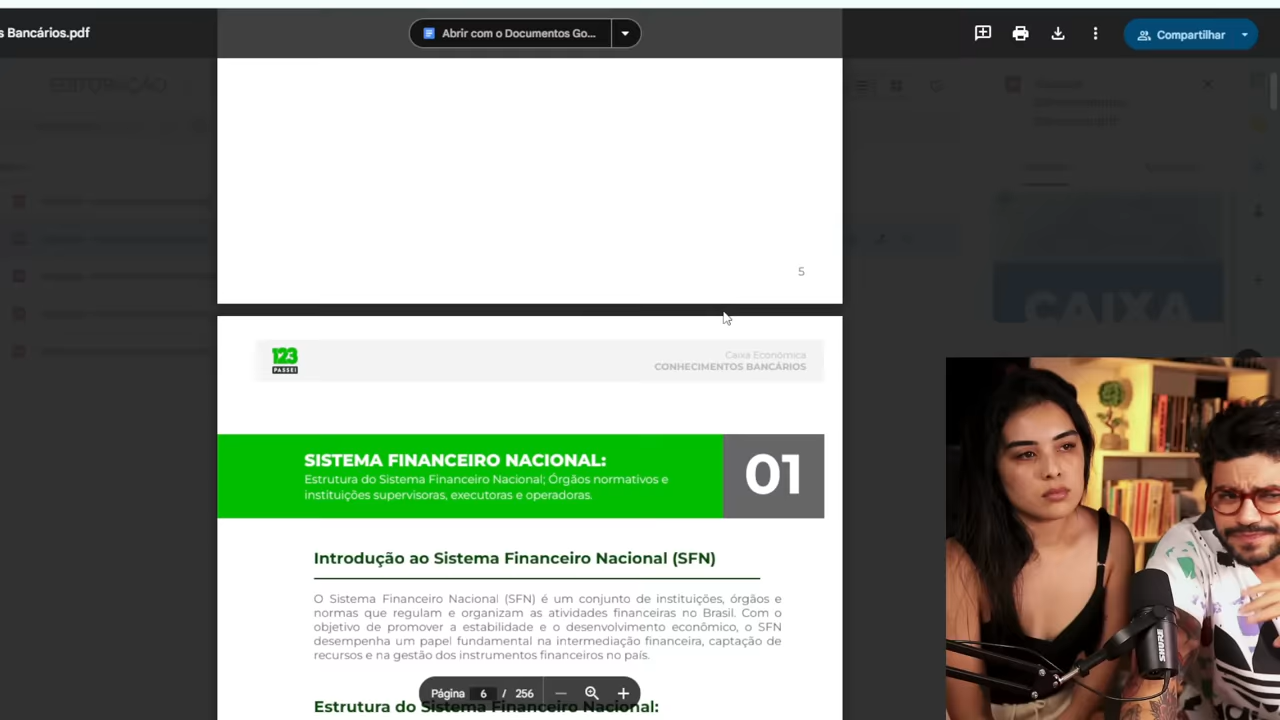 s Bancários.pdf
Abrir com o Documentos Go...
Compartilhar
CAIXA
5
123
PASSEI
Caixa Econômica
CONHECIMENTOS BANCÁRIOS
SISTEMA FINANCEIRO NACIONAL:
Estrutura do Sistema Financeiro Nacional; Órgãos normativos e
instituições supervisoras, executoras e operadoras.
01
Introdução ao Sistema Financeiro Nacional (SFN)
O Sistema Financeiro Nacional (SFN) é um conjunto de instituições, órgãos e
normas que regulam e organizam as atividades financeiras no Brasil. Com o
objetivo de promover a estabilidade e o desenvolvimento econômico, o SFN
desempenha um papel fundamental na intermediação financeira, captação de
recursos e na gestão dos instrumentos financeiros no país.
Página 6 / 256
Estrutura do Sistema Financeiro Nacional:
SHURE